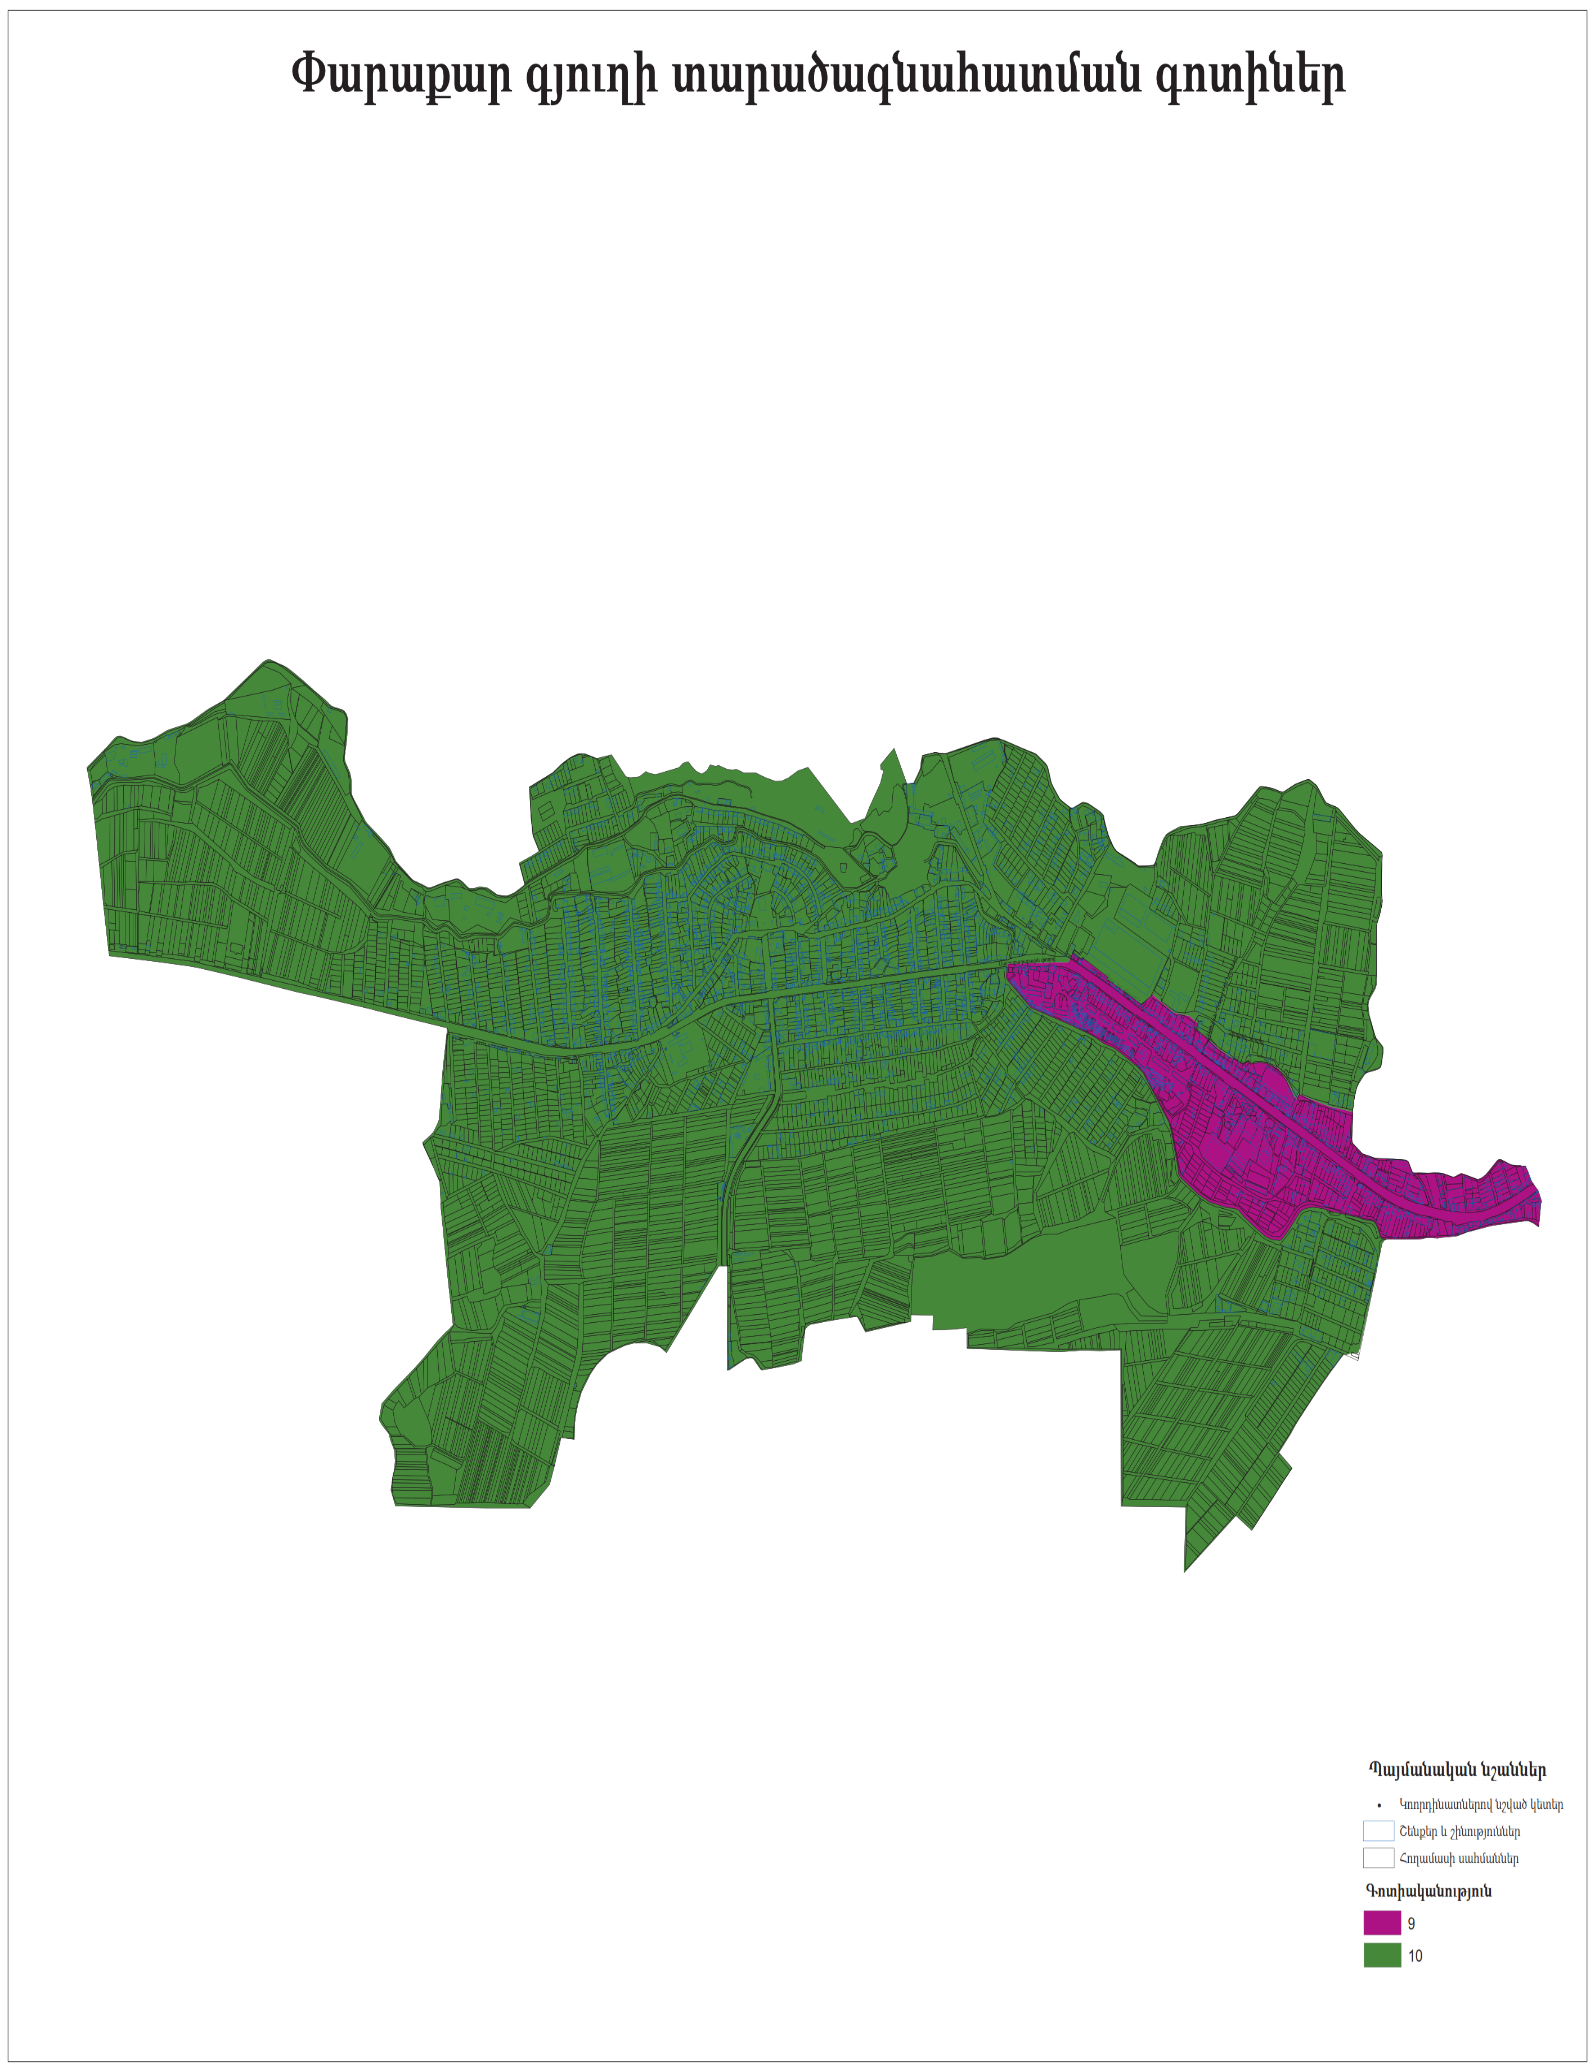 Փարաքար գյուղի տարածագնահատման գոտիներ
Պայմանական նշաններ
Կոորդինատներով նշված կետեր
Շենքեր և շինություններ
Հողամասի սահմաններ
Գոտիականություն
9
10